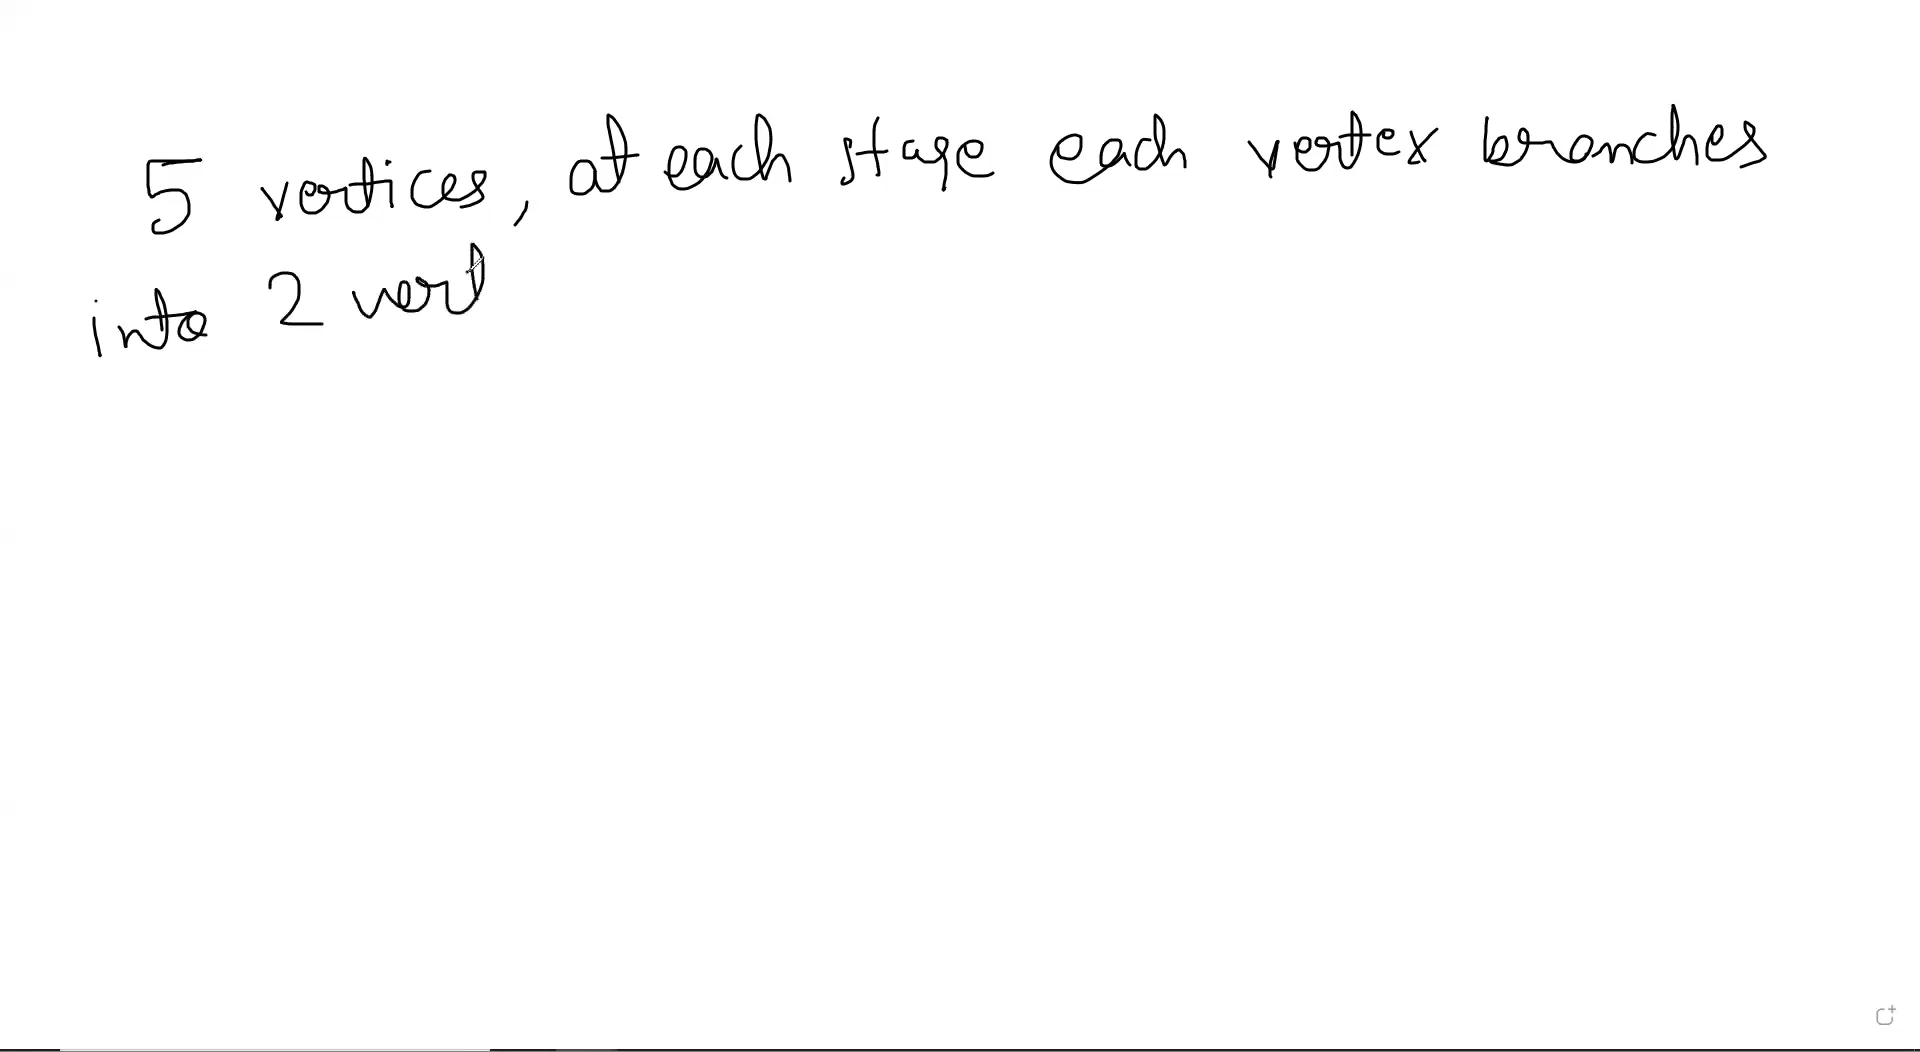 5 vertices, at each stage each vertex branches
into 2 vert